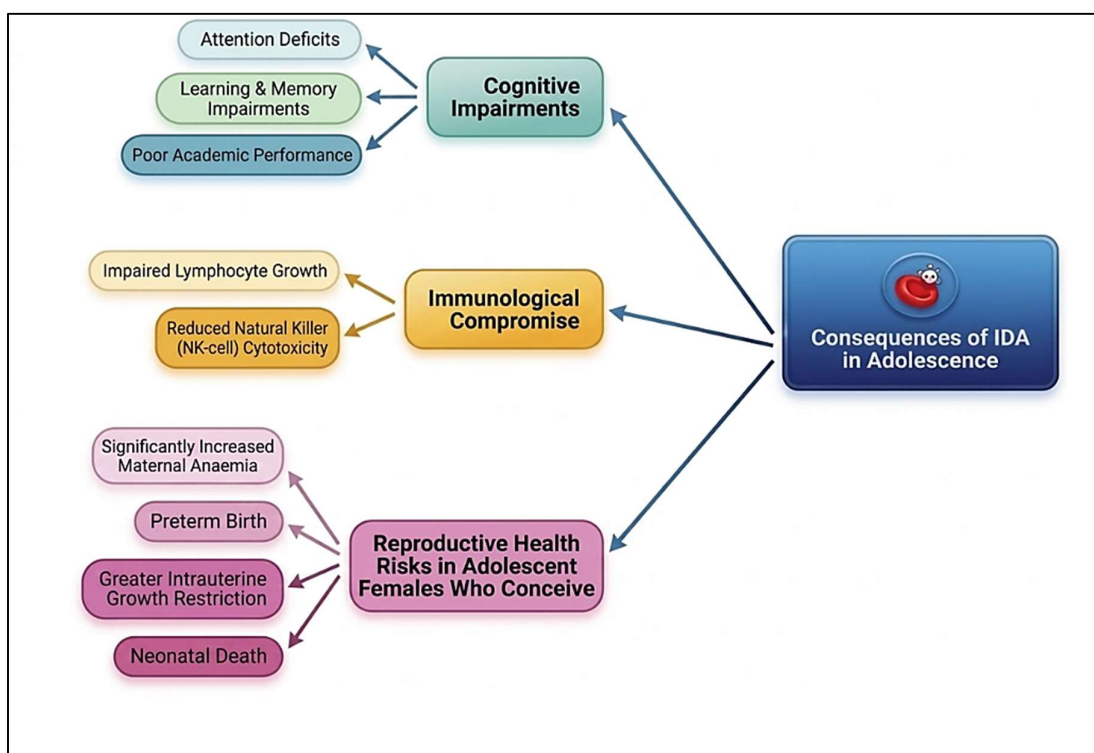 Consequences of IDA
in Adolescence
Cognitive
Impairments
Attention Deficits
Learning & Memory
Impairments
Poor Academic Performance
Immunological
Compromise
Impaired Lymphocyte Growth
Reduced Natural Killer
(NK-cell) Cytotoxicity
Reproductive Health
Risks in Adolescent
Females Who Conceive
Significantly Increased
Maternal Anaemia
Preterm Birth
Greater Intrauterine
Growth Restriction
Neonatal Death